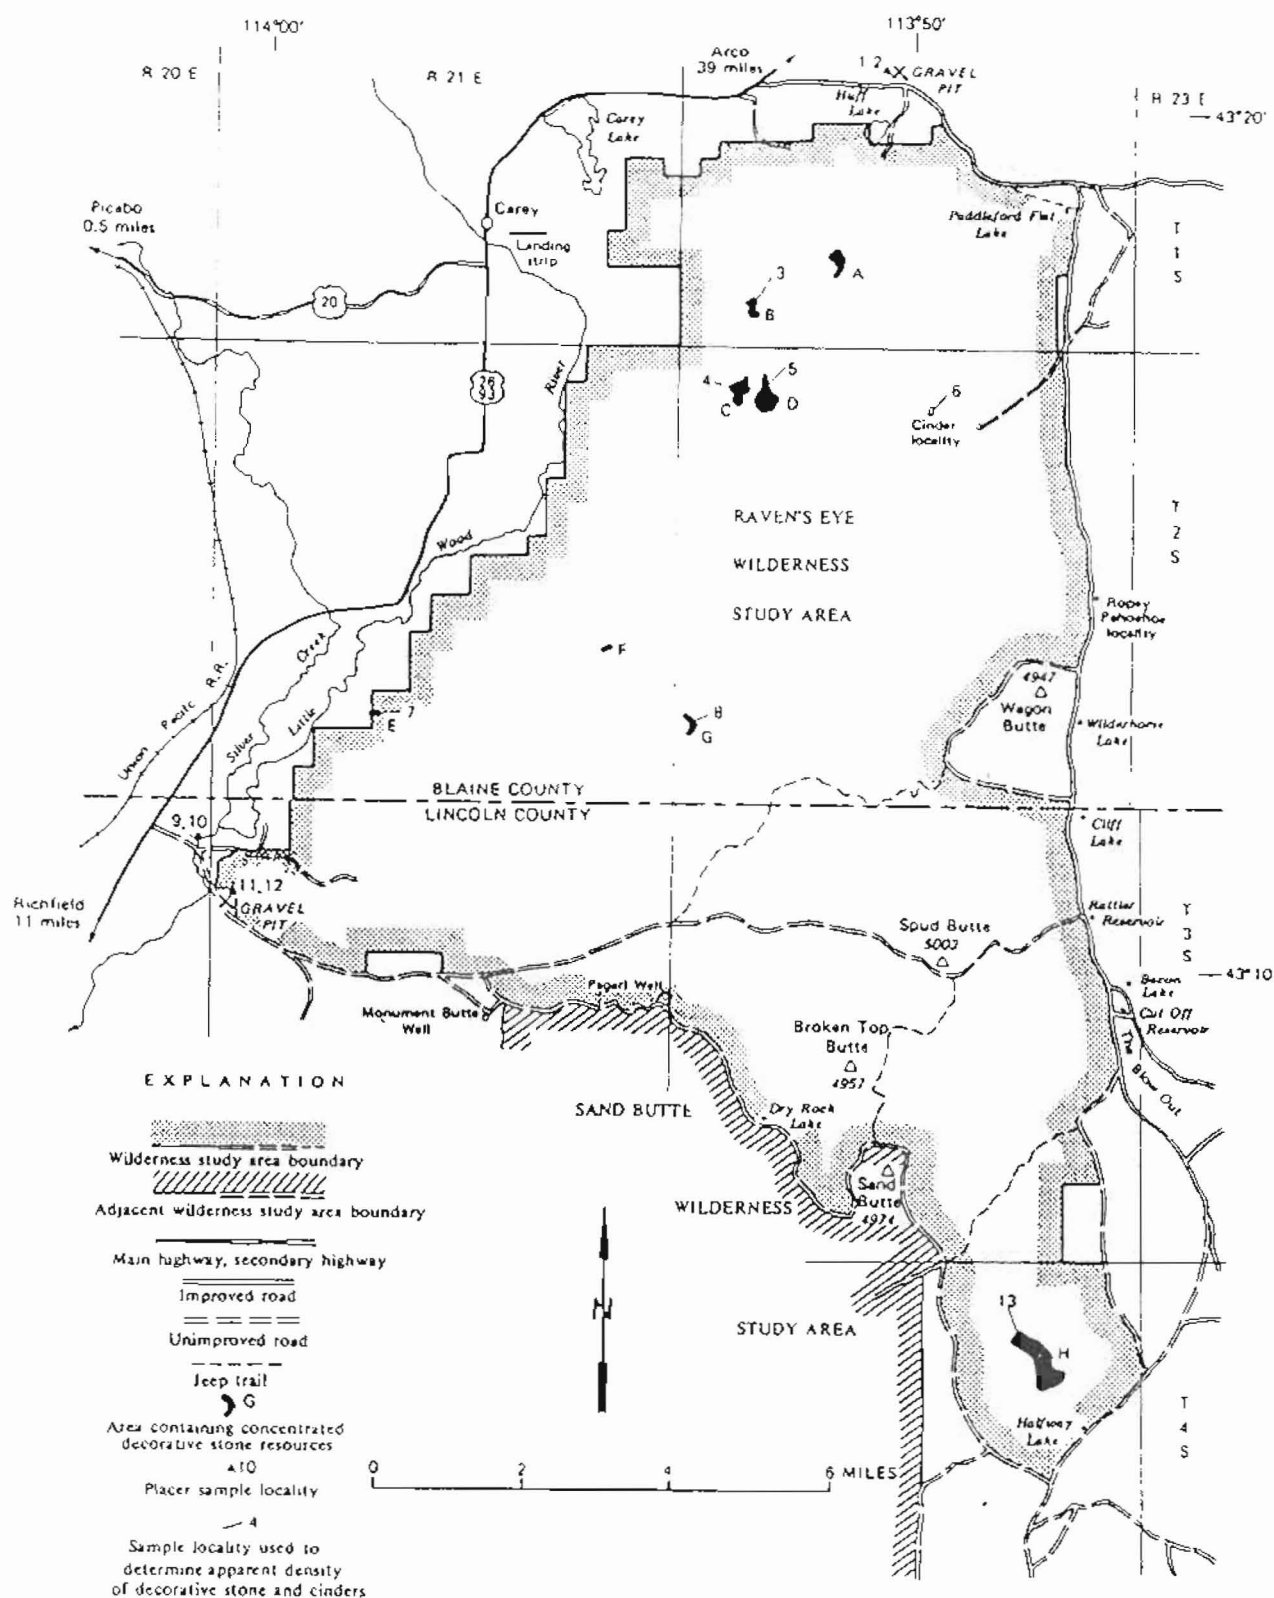 114°00'
113°50'
R 20 E
R 21 E
Arco
39 miles
1 2
GRAVEL
PIT
R 23 E
43°20'
Huff
Lake
Carey
Lake
Picabo
0.5 miles
Carey
Landing
strip
Paddleford Flat
Lake
T
1
S
20
3
A
B
26
93
River
4
5
C
D
6
Cinder
locality
RAVEN'S EYE
WILDERNESS
STUDY AREA
T
2
S
Wood
Ropey
Pahoehoe
locality
Creek
F
Union Pacific R.R.
Silver
Little
7
E
8
G
4947
Wagon
Butte
Wildhorse
Lake
BLAINE COUNTY
LINCOLN COUNTY
9,10
Cliff
Lake
11,12
GRAVEL
PIT
Richfield
11 miles
Spud Butte
5003
Rattler
Reservoir
T
3
S
43°10'
Pagari Well
Monument Butte
Well
Bacon
Lake
Cut Off
Reservoir
The Blow Out
Broken Top
Butte
4957
EXPLANATION
SAND BUTTE
Dry Rock
Lake
Wilderness study area boundary
Adjacent wilderness study area boundary
WILDERNESS
Sand
Butte
4974
Main highway, secondary highway
Improved road
N
STUDY AREA
13
H
Unimproved road
Jeep trail
G
Area containing concentrated
decorative stone resources
Halfway
Lake
T
4
S
10
Placer sample locality
0 2 4 6 MILES
4
Sample locality used to
determine apparent density
of decorative stone and cinders